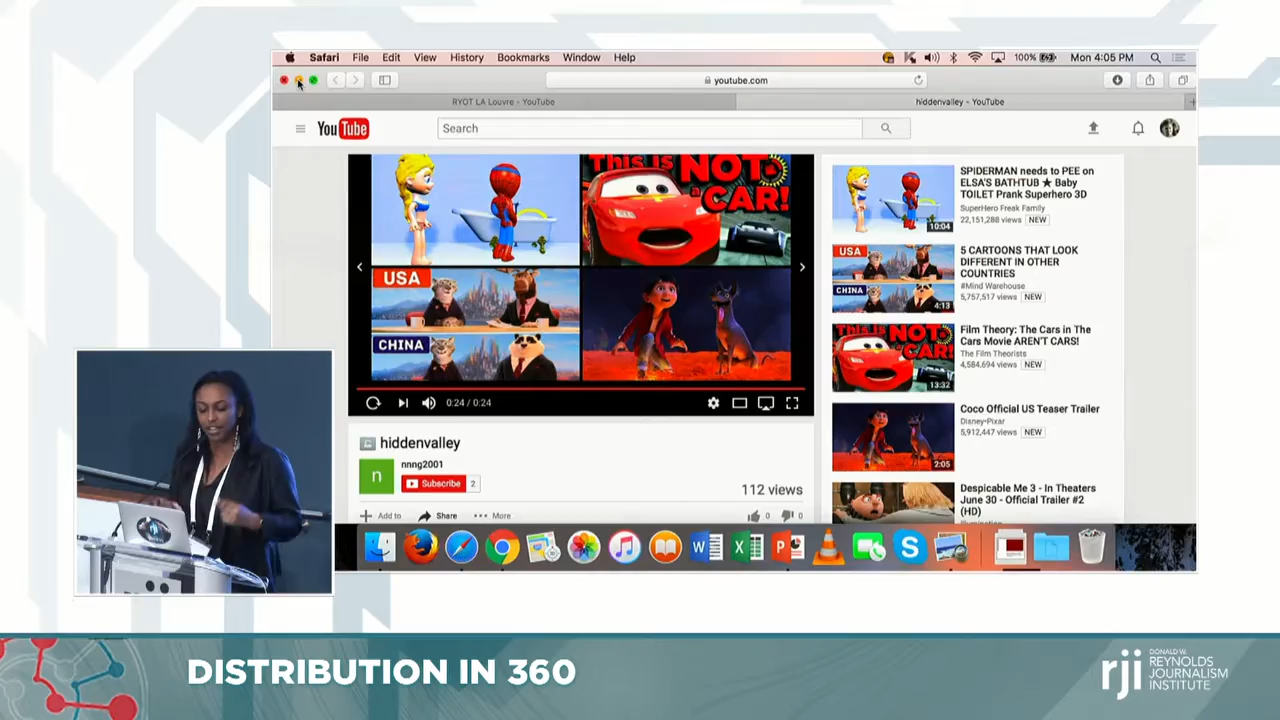 Safari File Edit View History Bookmarks Window Help
100%
Mon 4:05 PM
youtube.com
RYOT LA Louvre - YouTube
hiddenvalley - YouTube
YouTube
Search
THIS IS NOT
A CAR!
USA
CHINA
0:24 / 0:24
hiddenvalley
n
nnng2001
Subscribe 2
112 views
Add to Share More
0 0
10:04
SPIDERMAN needs to PEE on
ELSA'S BATHTUB ★ Baby
TOILET Prank Superhero 3D
SuperHero Freak Family
22,151,288 views NEW
USA
CHINA
4:13
5 CARTOONS THAT LOOK
DIFFERENT IN OTHER
COUNTRIES
#Mind Warehouse
5,757,517 views NEW
THIS IS NOT
A CAR!
13:32
Film Theory: The Cars in The
Cars Movie AREN'T CARS!
The Film Theorists
4,584,694 views NEW
2:05
Coco Official US Teaser Trailer
Disney•Pixar
5,912,447 views NEW
Despicable Me 3 - In Theaters
June 30 - Official Trailer #2
(HD)
DISTRIBUTION IN 360
rji
DONALD W.
REYNOLDS
JOURNALISM
INSTITUTE